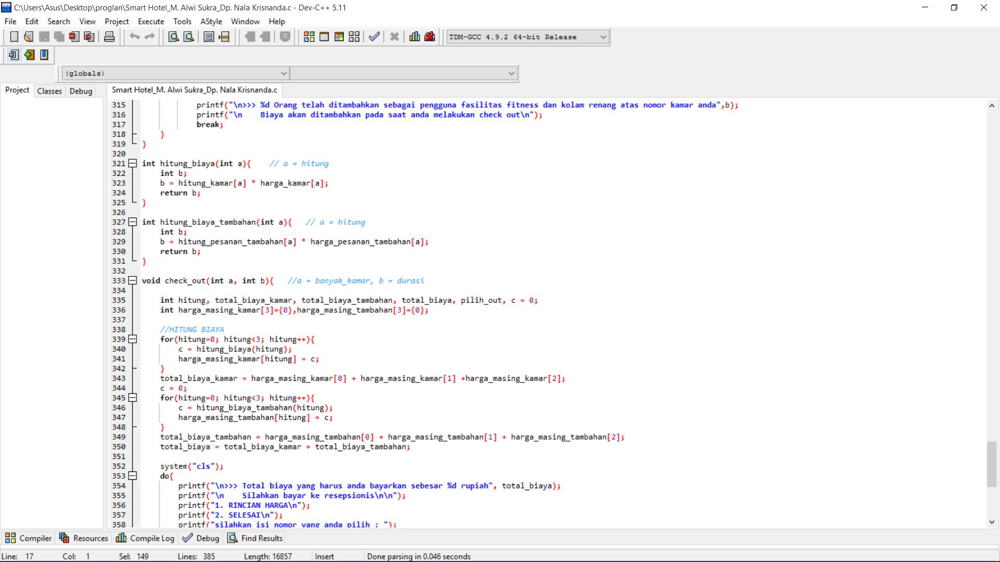 C:\Users\Asus\Desktop\proglan\Smart Hotel_M. Alwi Sukra_Dp. Nala Krisnanda.c - Dev-C++ 5.11
File Edit Search View Project Execute Tools AStyle Window Help
TDM-GCC 4.9.2 64-bit Release
(globals)
Project Classes Debug
Smart Hotel_M. Alwi Sukra_Dp. Nala Krisnanda.c
315 printf("\n>>> %d Orang telah ditambahkan sebagai pengguna fasilitas fitness dan kolam renang atas nomor kamar anda",b);
316 printf("\n    Biaya akan ditambahkan pada saat anda melakukan check out\n");
317 break;
318 }
319 }
320
321 int hitung_biaya(int a){    // a = hitung
322 int b;
323 b = hitung_kamar[a] * harga_kamar[a];
324 return b;
325 }
326
327 int hitung_biaya_tambahan(int a){   // a = hitung
328 int b;
329 b = hitung_pesanan_tambahan[a] * harga_pesanan_tambahan[a];
330 return b;
331 }
332
333 void check_out(int a, int b){   //a = banyak_kamar, b = durasi
334
335 int hitung, total_biaya_kamar, total_biaya_tambahan, total_biaya, pilih_out, c = 0;
336 int harga_masing_kamar[3]={0},harga_masing_tambahan[3]={0};
337
338 //HITUNG BIAYA
339 for(hitung=0; hitung<3; hitung++){
340 c = hitung_biaya(hitung);
341 harga_masing_kamar[hitung] = c;
342 }
343 total_biaya_kamar = harga_masing_kamar[0] + harga_masing_kamar[1] +harga_masing_kamar[2];
344 c = 0;
345 for(hitung=0; hitung<3; hitung++){
346 c = hitung_biaya_tambahan(hitung);
347 harga_masing_tambahan[hitung] = c;
348 }
349 total_biaya_tambahan = harga_masing_tambahan[0] + harga_masing_tambahan[1] + harga_masing_tambahan[2];
350 total_biaya = total_biaya_kamar + total_biaya_tambahan;
351
352 system("cls");
353 do{
354 printf("\n>>> Total biaya yang harus anda bayarkan sebesar %d rupiah", total_biaya);
355 printf("\n    Silahkan bayar ke resepsionis\n\n");
356 printf("1. RINCIAN HARGA\n");
357 printf("2. SELESAI\n");
358 printf("silahkan isi nomor yang anda pilih : ");
Compiler Resources Compile Log Debug Find Results
Line: 17 Col: 1 Sel: 149 Lines: 385 Length: 16857 Insert Done parsing in 0.046 seconds